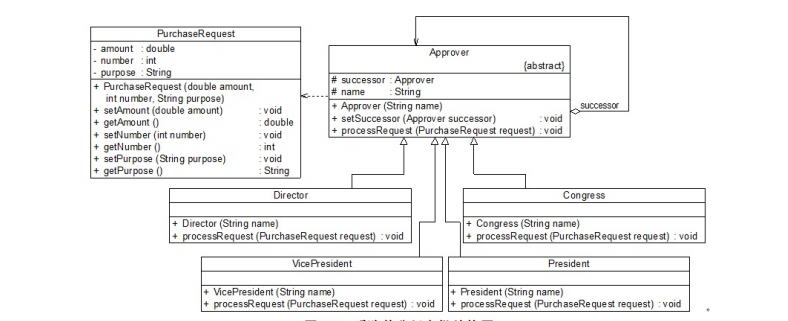 PurchaseRequest
- amount : double
- number : int
- purpose : String
+ PurchaseRequest (double amount,
int number, String purpose)
+ setAmount (double amount) : void
+ getAmount () : double
+ setNumber (int number) : void
+ getNumber () : int
+ setPurpose (String purpose) : void
+ getPurpose () : String
Approver
{abstract}
# successor : Approver
# name : String
+ Approver (String name)
+ setSuccessor (Approver successor) : void
+ processRequest (PurchaseRequest request) : void
successor
Director
+ Director (String name)
+ processRequest (PurchaseRequest request) : void
Congress
+ Congress (String name)
+ processRequest (PurchaseRequest request) : void
VicePresident
+ VicePresident (String name)
+ processRequest (PurchaseRequest request) : void
President
+ President (String name)
+ processRequest (PurchaseRequest request) : void